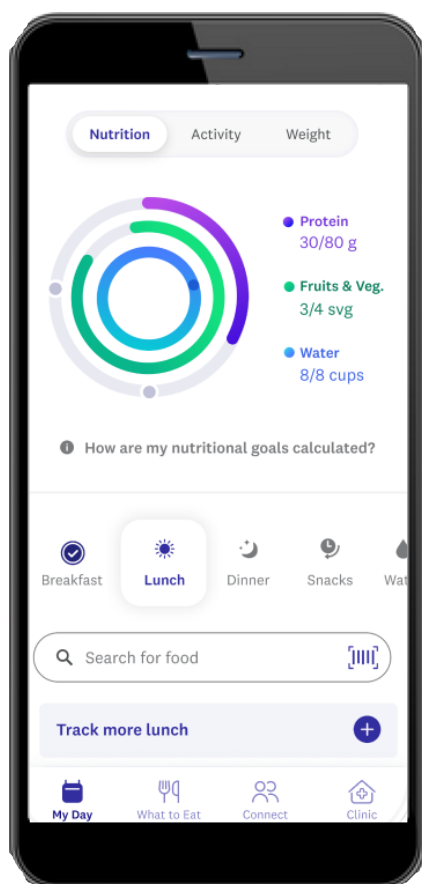 Nutrition
Activity
Weight
Protein
30/80 g
Fruits & Veg.
3/4 svg
Water
8/8 cups
How are my nutritional goals calculated?
Breakfast
Lunch
Dinner
Snacks
Wat
Search for food
Track more lunch
My Day
What to Eat
Connect
Clinic